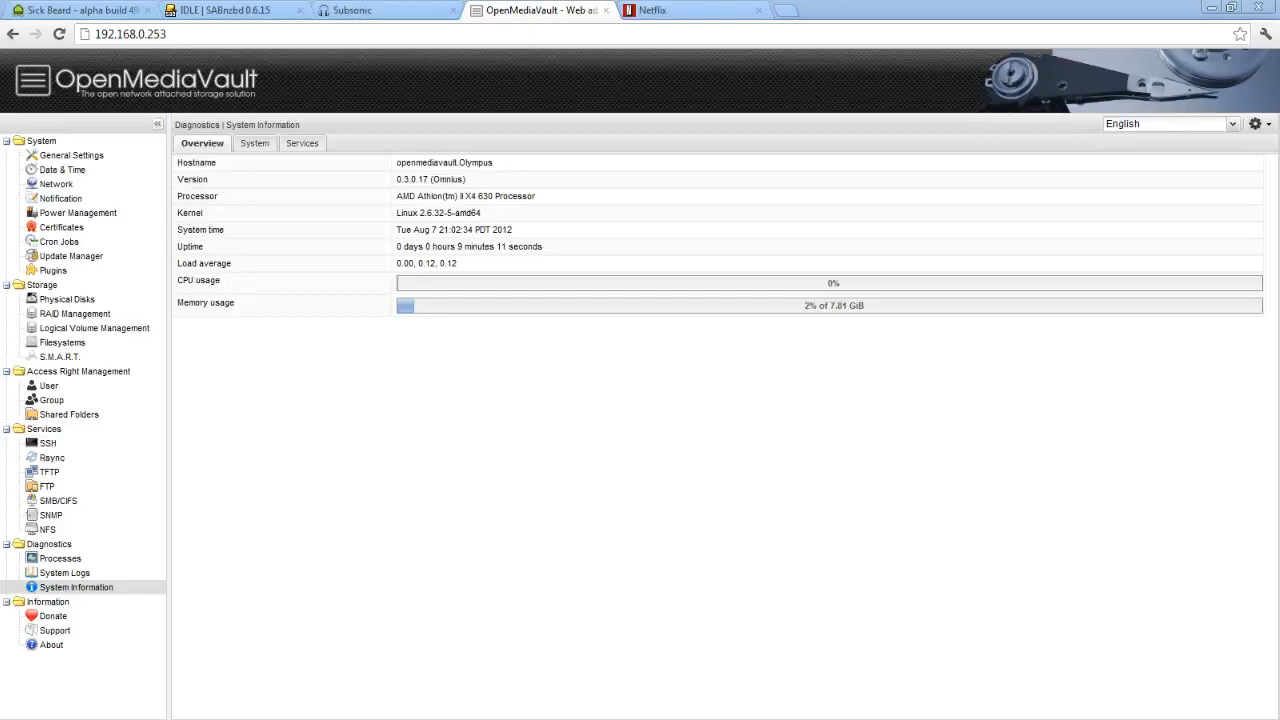 Sick Beard - alpha build 49
IDLE | SABnzbd 0.6.15
Subsonic
OpenMediaVault - Web ad
Netflix
192.168.0.253
OpenMediaVault
The open network attached storage solution
Diagnostics | System Information
English
Overview
System
Services
Hostname openmediavault.Olympus
Version 0.3.0.17 (Omnius)
Processor AMD Athlon(tm) II X4 630 Processor
Kernel Linux 2.6.32-5-amd64
System time Tue Aug 7 21:02:34 PDT 2012
Uptime 0 days 0 hours 9 minutes 11 seconds
Load average 0.00, 0.12, 0.12
CPU usage 0%
Memory usage 2% of 7.81 GiB
System
General Settings
Date & Time
Network
Notification
Power Management
Certificates
Cron Jobs
Update Manager
Plugins
Storage
Physical Disks
RAID Management
Logical Volume Management
Filesystems
S.M.A.R.T.
Access Right Management
User
Group
Shared Folders
Services
SSH
Rsync
TFTP
FTP
SMB/CIFS
SNMP
NFS
Diagnostics
Processes
System Logs
System Information
Information
Donate
Support
About